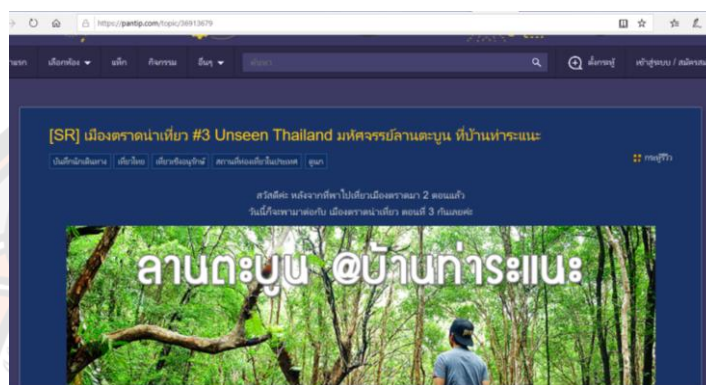 https://pantip.com/topic/36913679
เลือกห้อง
แท็ก
กิจกรรม
อื่นๆ
ค้นหา
ตั้งกระทู้
เข้าสู่ระบบ / สมัครสม
[SR] เมืองตราดน่าเที่ยว #3 Unseen Thailand มหัศจรรย์ลานตะบูน ที่บ้านท่าระแนะ
บันทึกนักเดินทาง เที่ยวไทย เที่ยวเชิงอนุรักษ์ สถานที่ท่องเที่ยวในประเทศ ภูผา
กระทู้รีวิว
สวัสดีค่ะ หลังจากที่พาไปเที่ยวเมืองตราดมา 2 ตอนแล้ว
วันนี้ก็จะพามาต่อกับ เมืองตราดน่าเที่ยว ตอนที่ 3 กันเลยค่ะ
ลานตะบูน @บ้านท่าระแนะ